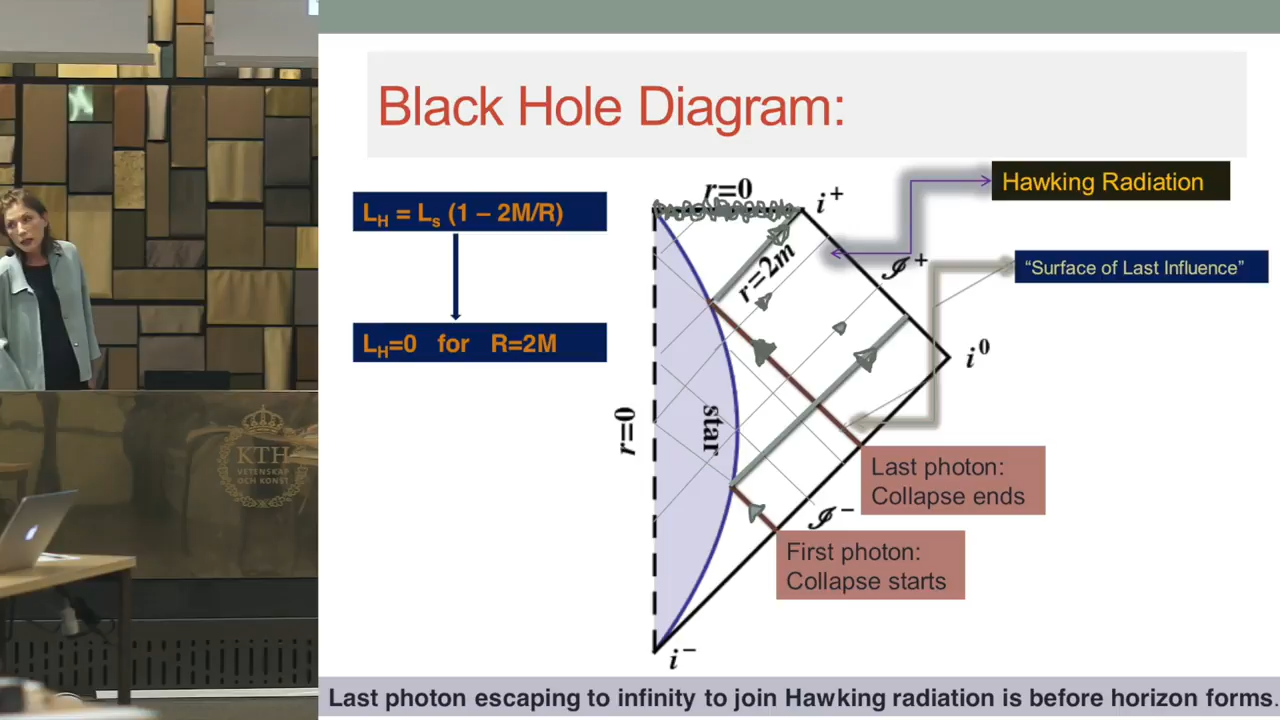 Black Hole Diagram:
L_H = L_s (1 – 2M/R)
L_H=0 for R=2M
r=0
i⁺
Hawking Radiation
r=2m
ℐ⁺
"Surface of Last Influence"
i⁰
r=0
star
Last photon:
Collapse ends
ℐ⁻
First photon:
Collapse starts
i⁻
KTH
VETENSKAP
OCH KONST
Last photon escaping to infinity to join Hawking radiation is before horizon forms.